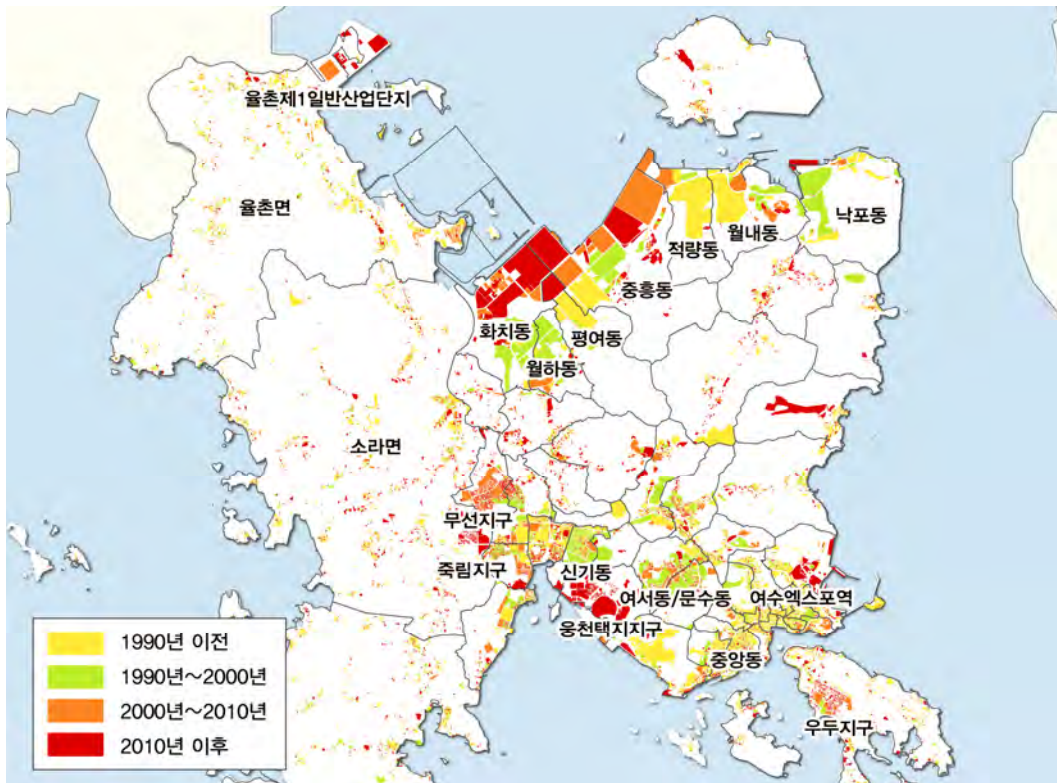 율촌제1일반산업단지
율촌면
낙포동
월내동
적량동
중흥동
화치동
평여동
월하동
소라면
무선지구
죽림지구
신기동
여서동/문수동
여수엑스포역
웅천택지지구
중앙동
우두지구
1990년 이전
1990년~2000년
2000년~2010년
2010년 이후